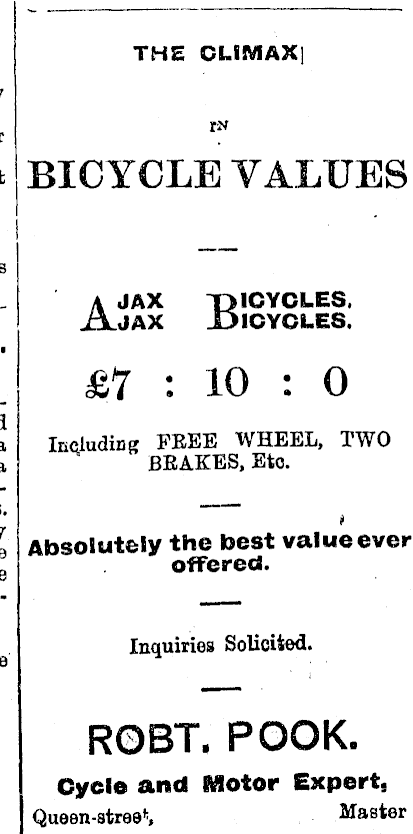 THE CLIMAX
IN
BICYCLE VALUES
AJAX BICYCLES.
AJAX BICYCLES.
£7 : 10 : 0
Including FREE WHEEL, TWO
BRAKES, Etc.
Absolutely the best value ever
offered.
Inquiries Solicited.
ROBT. POOK.
Cycle and Motor Expert,
Queen-street, Master